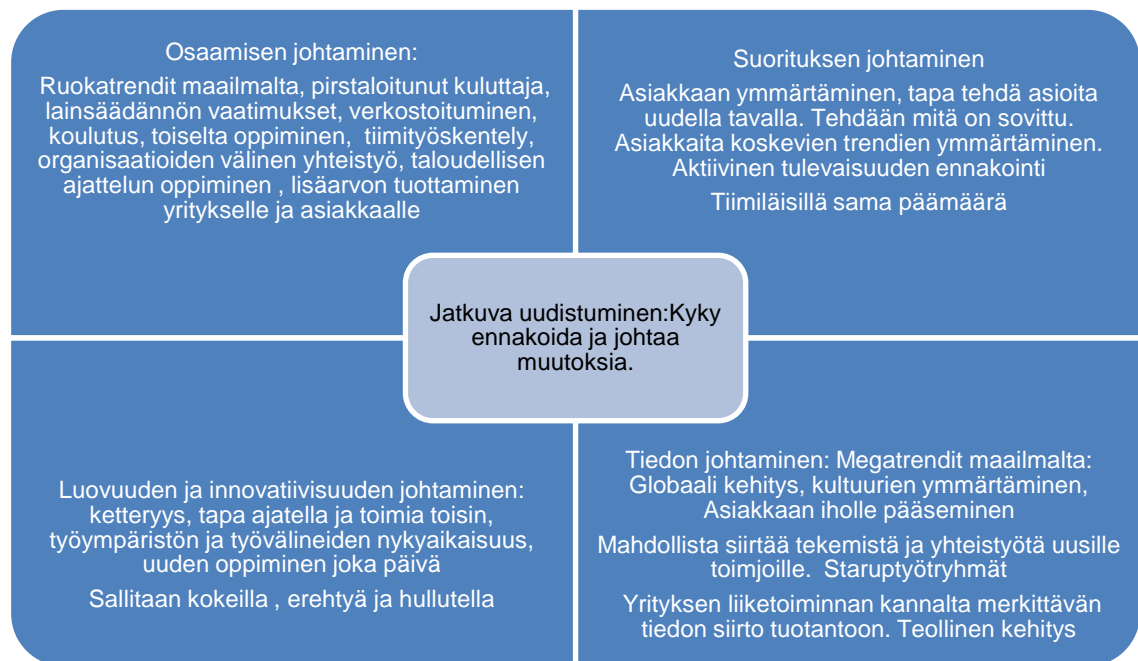 Osaamisen johtaminen:
Ruokatrendit maailmalta, pirstaloitunut kuluttaja,
lainsäädännön vaatimukset, verkostoituminen,
koulutus, toiselta oppiminen, tiimityöskentely,
organisaatioiden välinen yhteistyö, taloudellisen
ajattelun oppiminen , lisäarvon tuottaminen
yritykselle ja asiakkaalle
Suorituksen johtaminen
Asiakkaan ymmärtäminen, tapa tehdä asioita
uudella tavalla. Tehdään mitä on sovittu.
Asiakkaita koskevien trendien ymmärtäminen.
Aktiivinen tulevaisuuden ennakointi
Tiimiläisillä sama päämäärä
Jatkuva uudistuminen:Kyky
ennakoida ja johtaa
muutoksia.
Luovuuden ja innovatiivisuuden johtaminen:
ketteryys, tapa ajatella ja toimia toisin,
työympäristön ja työvälineiden nykyaikaisuus,
uuden oppiminen joka päivä
Sallitaan kokeilla , erehtyä ja hullutella
Tiedon johtaminen: Megatrendit maailmalta:
Globaali kehitys, kultuurien ymmärtäminen,
Asiakkaan iholle pääseminen
Mahdollista siirtää tekemistä ja yhteistyötä uusille
toimjoille. Staruptyötryhmät
Yrityksen liiketoiminnan kannalta merkittävän
tiedon siirto tuotantoon. Teollinen kehitys